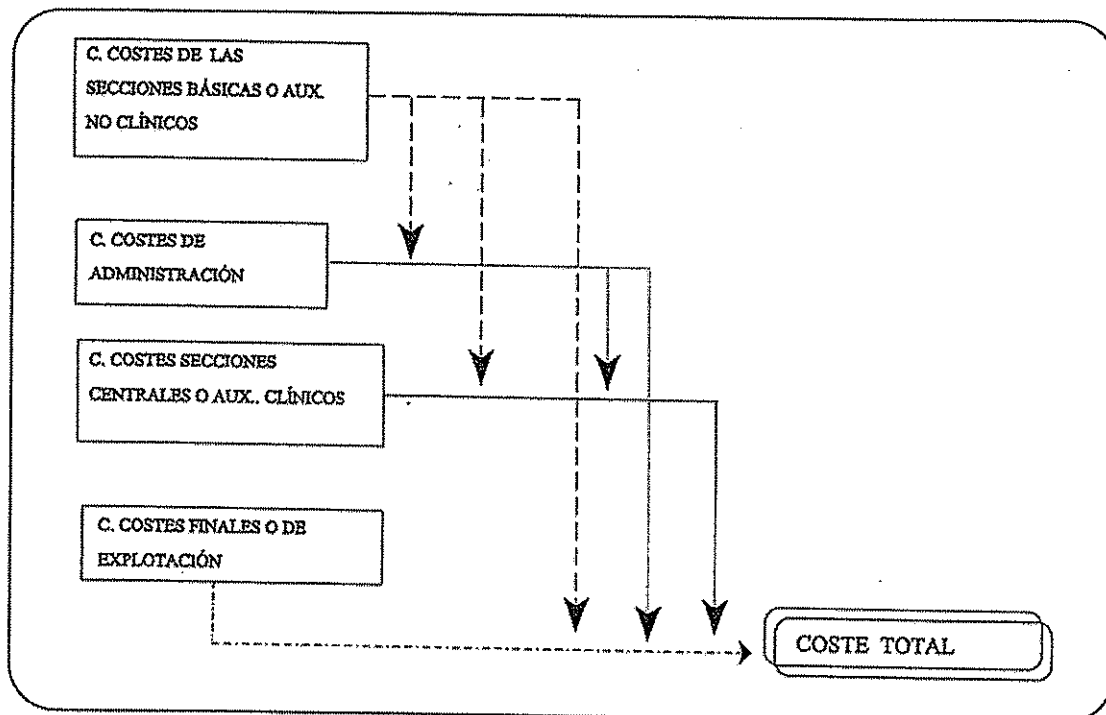 C. COSTES DE LAS
SECCIONES BÁSICAS O AUX.
NO CLÍNICOS
C. COSTES DE
ADMINISTRACIÓN
C. COSTES SECCIONES
CENTRALES O AUX.. CLÍNICOS
C. COSTES FINALES O DE
EXPLOTACIÓN
COSTE TOTAL